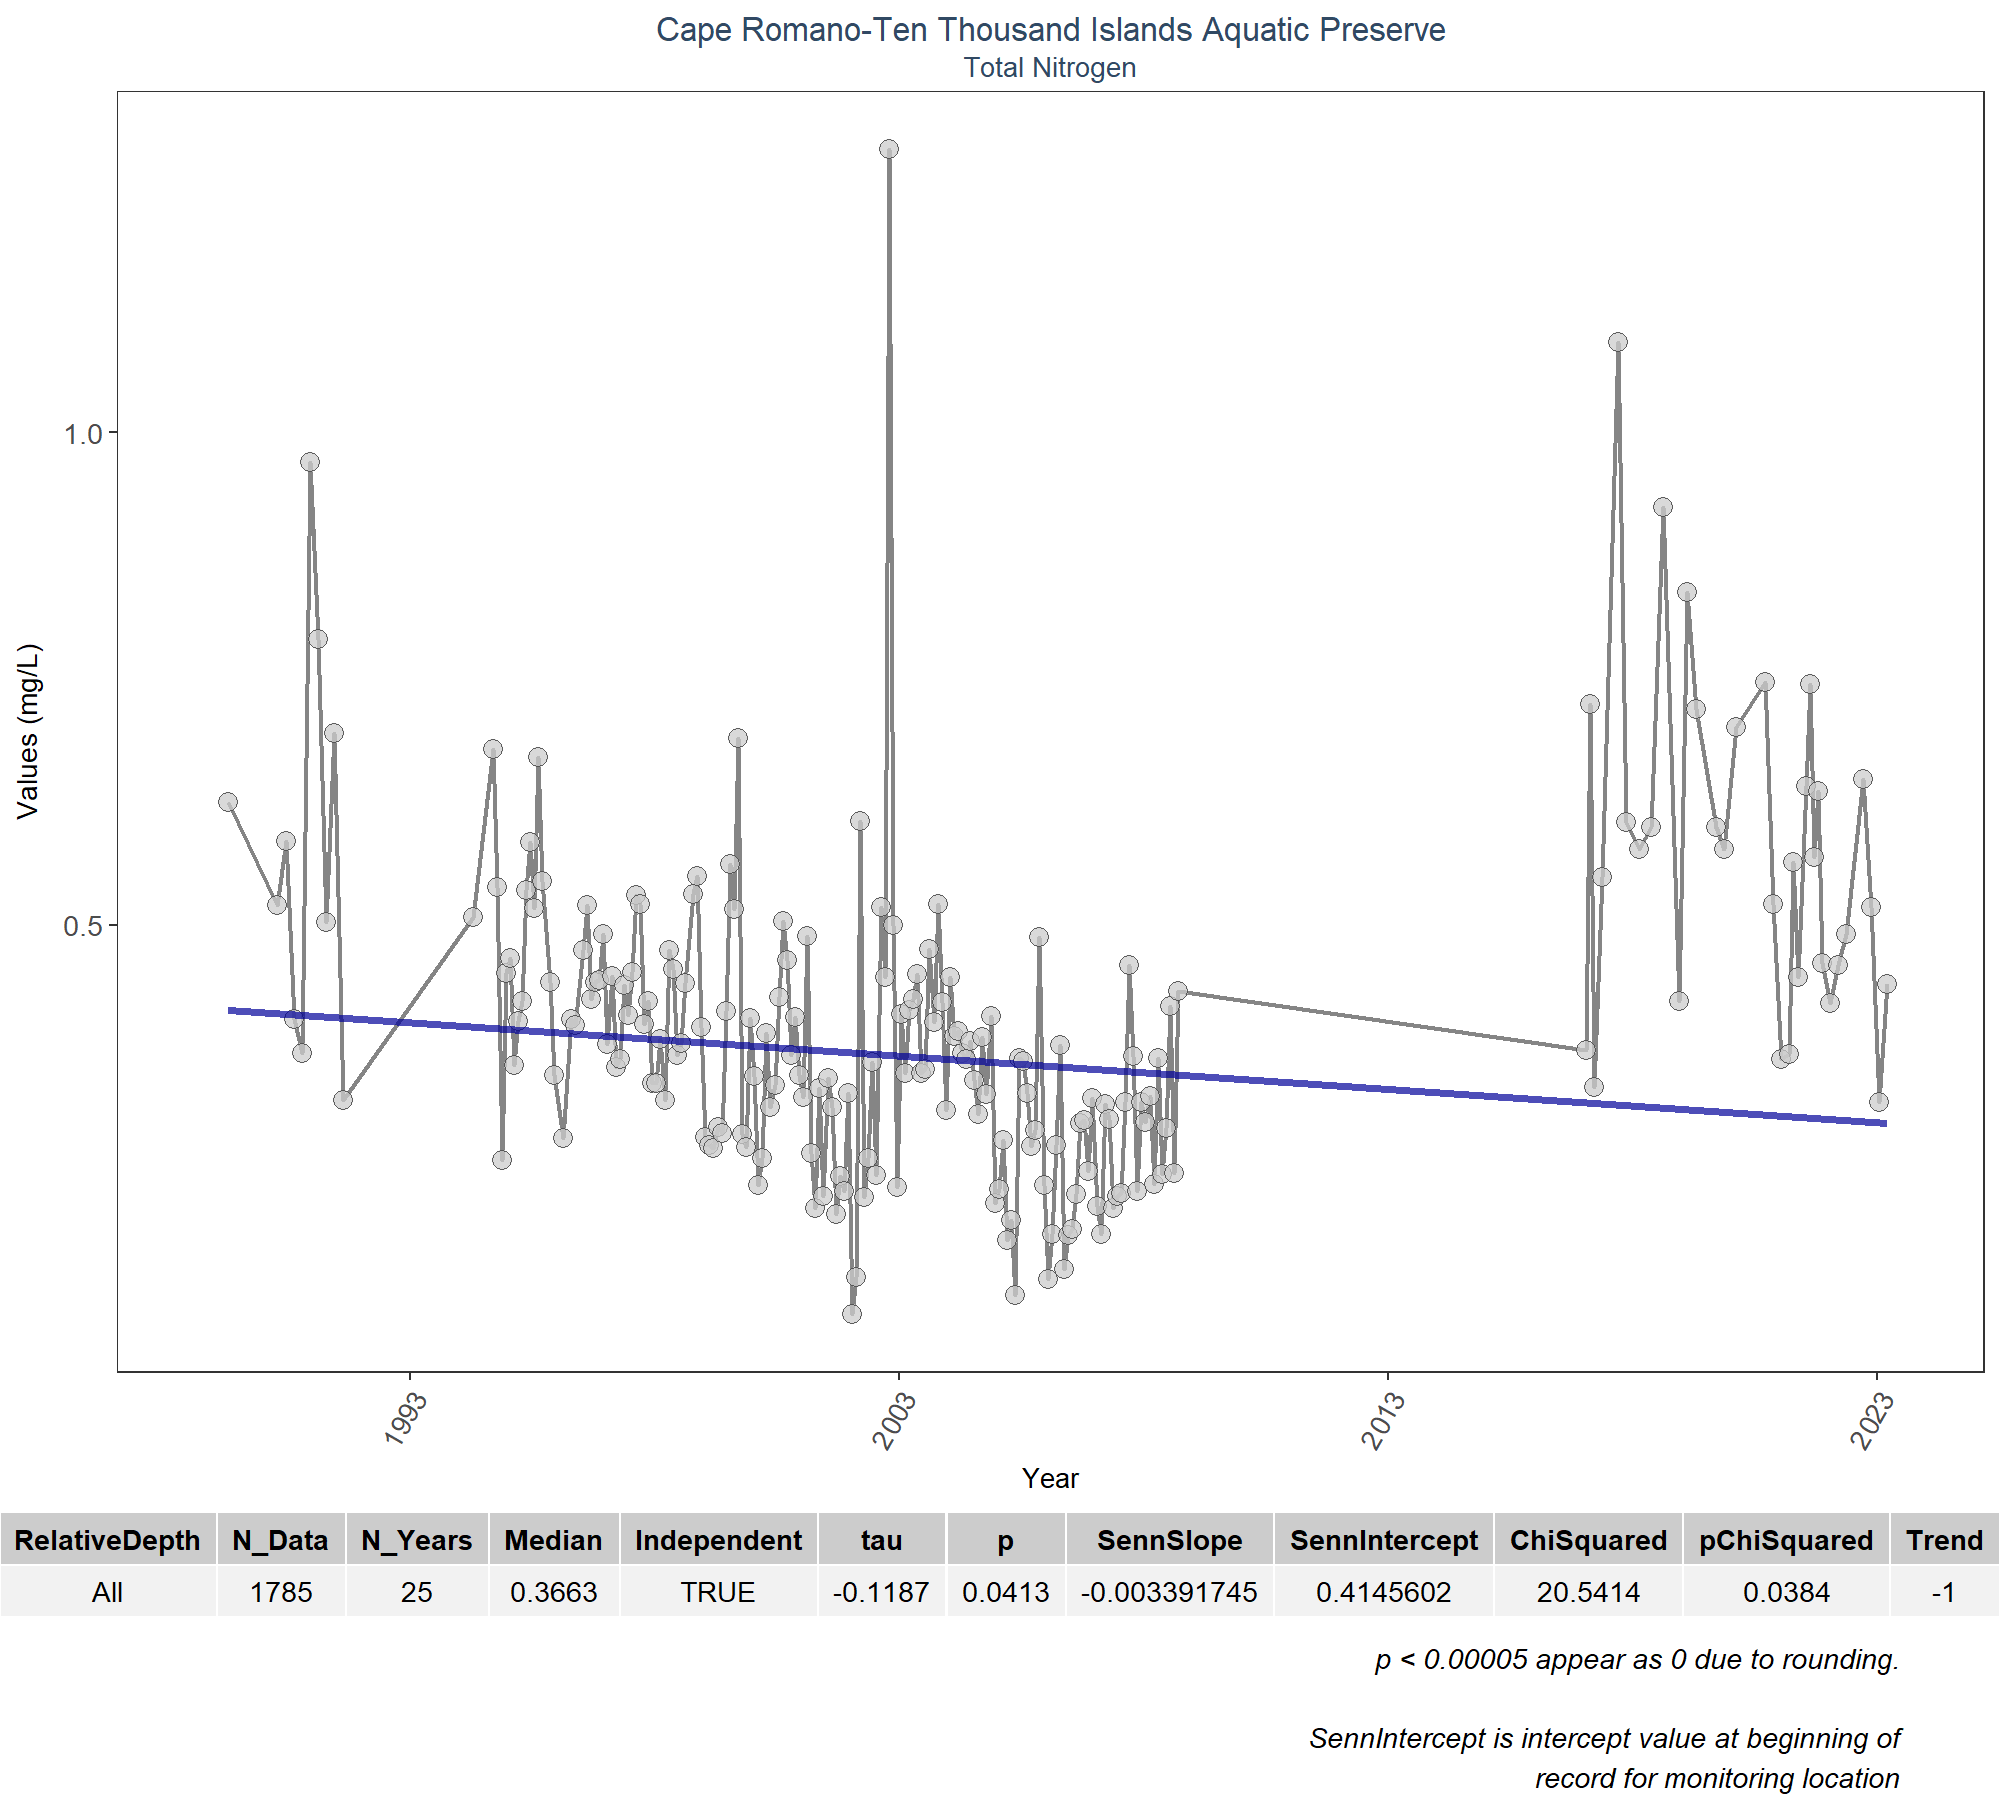 Cape Romano-Ten Thousand Islands Aquatic Preserve
Total Nitrogen
Values (mg/L)
1.0
0.5
1993
2003
2013
2023
Year
RelativeDepth N_Data N_Years Median Independent tau p SennSlope SennIntercept ChiSquared pChiSquared Trend
All 1785 25 0.3663 TRUE -0.1187 0.0413 -0.003391745 0.4145602 20.5414 0.0384 -1
p < 0.00005 appear as 0 due to rounding.
SennIntercept is intercept value at beginning of
record for monitoring location